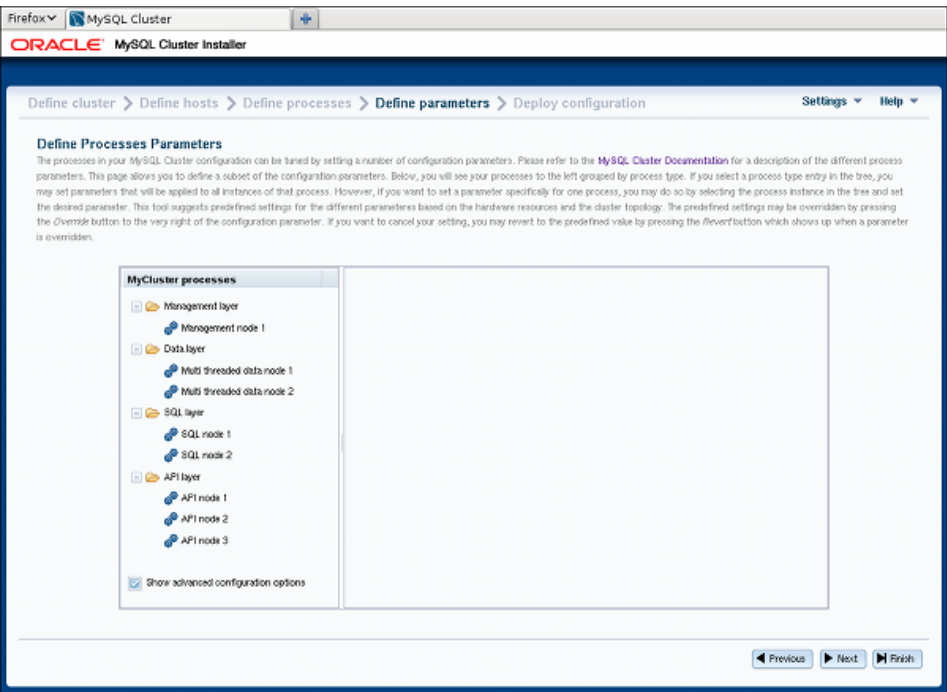 Firefox
MySQL Cluster
ORACLE MySQL Cluster Installer
Define cluster Define hosts Define processes Define parameters Deploy configuration Settings Help
Define Processes Parameters
The processes in your MySQL Cluster configuration can be tuned by setting a number of configuration parameters. Please refer to the MySQL Cluster Documentation for a description of the different process
parameters. This page allows you to define a subset of the configuration parameters. Below, you will see your processes to the left grouped by process type. If you select a process type entry in the tree, you
may set parameters that will be applied to all instances of that process. However, if you want to set a parameter specifically for one process, you may do so by selecting the process instance in the tree and set
the desired parameter. This tool suggests predefined settings for the different parameters based on the hardware resources and the cluster topology. The predefined settings may be overridden by pressing
the Override button to the very right of the configuration parameter. If you want to cancel your setting, you may revert to the predefined value by pressing the Revert button which shows up when a parameter
is overridden.
MyCluster processes
Management layer
Management node 1
Data layer
Multi threaded data node 1
Multi threaded data node 2
SQL layer
SQL node 1
SQL node 2
API layer
API node 1
API node 2
API node 3
Show advanced configuration options
Previous Next Finish